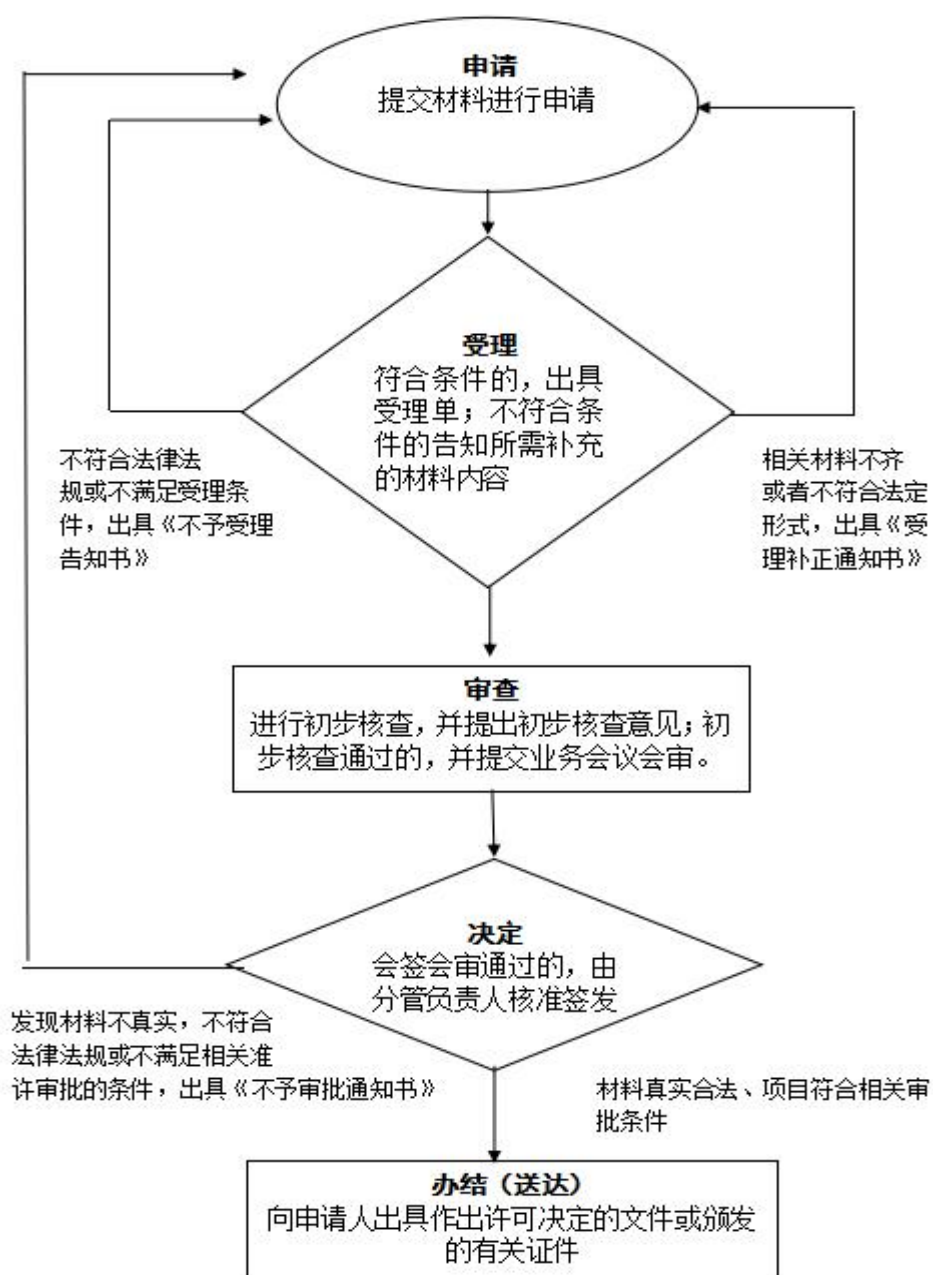 申请
提交材料进行申请
受理
符合条件的，出具
受理单；不符合条
件的告知所需补充
的材料内容
不符合法律法
规或不满足受理条
件，出具《不予受理
告知书》
相关材料不齐
或者不符合法定
形式，出具《受
理补正通知书》
审查
进行初步核查，并提出初步核查意见；初
步核查通过的，并提交业务会议会审。
决定
会签会审通过的，由
分管负责人核准签发
发现材料不真实，不符合
法律法规或不满足相关准
许审批的条件，出具《不予审批通知书》
材料真实合法、项目符合相关审
批条件
办结（送达）
向申请人出具作出许可决定的文件或颁发
的有关证件